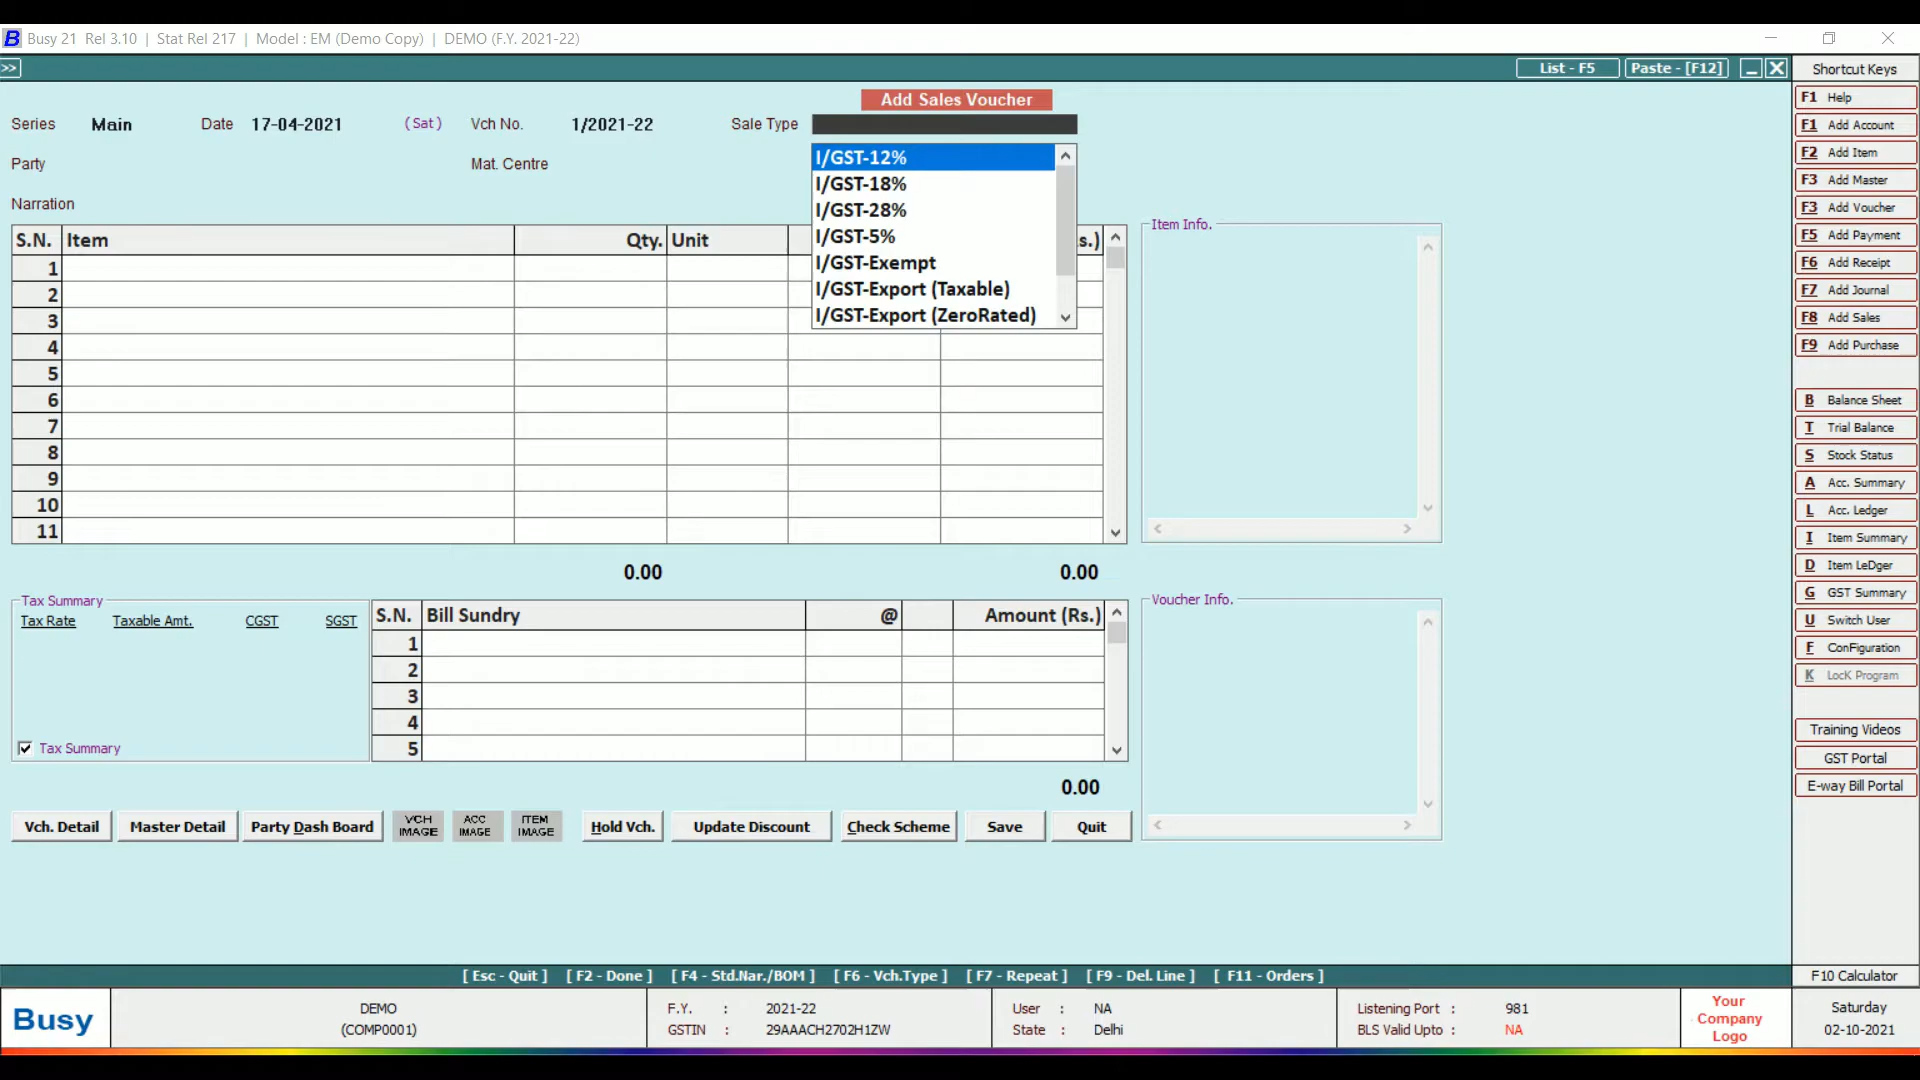 B Busy 21 Rel 3.10 | Stat Rel 217 | Model : EM (Demo Copy) | DEMO (F.Y. 2021-22)
>> List - F5 Paste - [F12] Shortcut Keys
Add Sales Voucher
Series Main Date 17-04-2021 (Sat) Vch No. 1/2021-22 Sale Type
Party Mat. Centre
Narration
I/GST-12%
I/GST-18%
I/GST-28%
I/GST-5%
I/GST-Exempt
I/GST-Export (Taxable)
I/GST-Export (ZeroRated)
S.N. Item Qty. Unit s.)
1
2
3
4
5
6
7
8
9
10
11
0.00 0.00
Item Info.
Tax Summary
Tax Rate Taxable Amt. CGST SGST
Tax Summary
S.N. Bill Sundry @ Amount (Rs.)
1
2
3
4
5
0.00
Voucher Info.
Vch. Detail Master Detail Party Dash Board VCH IMAGE ACC IMAGE ITEM IMAGE Hold Vch. Update Discount Check Scheme Save Quit
F1 Help
F1 Add Account
F2 Add Item
F3 Add Master
F3 Add Voucher
F5 Add Payment
F6 Add Receipt
F7 Add Journal
F8 Add Sales
F9 Add Purchase
B Balance Sheet
T Trial Balance
S Stock Status
A Acc. Summary
L Acc. Ledger
I Item Summary
D Item LeDger
G GST Summary
U Switch User
F ConFiguration
K LocK Program
Training Videos
GST Portal
E-way Bill Portal
[ Esc - Quit ] [ F2 - Done ] [ F4 - Std.Nar./BOM ] [ F6 - Vch.Type ] [ F7 - Repeat ] [ F9 - Del. Line ] [ F11 - Orders ] F10 Calculator
Busy
DEMO
(COMP0001)
F.Y. : 2021-22
GSTIN : 29AAACH2702H1ZW
User : NA
State : Delhi
Listening Port : 981
BLS Valid Upto : NA
Your
Company
Logo
Saturday
02-10-2021